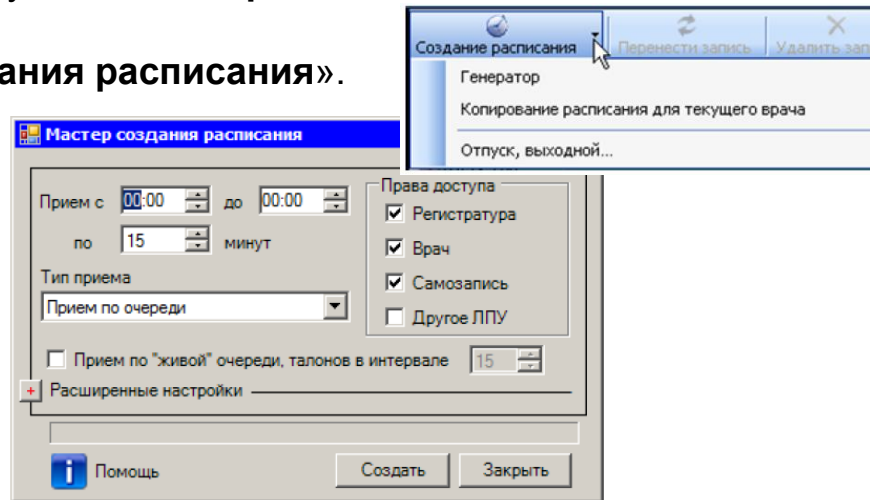 Создание расписания
Перенести запись
Удалить зап
Генератор
Копирование расписания для текущего врача
Отпуск, выходной...
ания расписания».
Мастер создания расписания
Прием с 00:00 до 00:00
по 15 минут
Тип приема
Прием по очереди
Права доступа
Регистратура
Врач
Самозапись
Другое ЛПУ
Прием по "живой" очереди, талонов в интервале 15
+ Расширенные настройки
Помощь
Создать
Закрыть